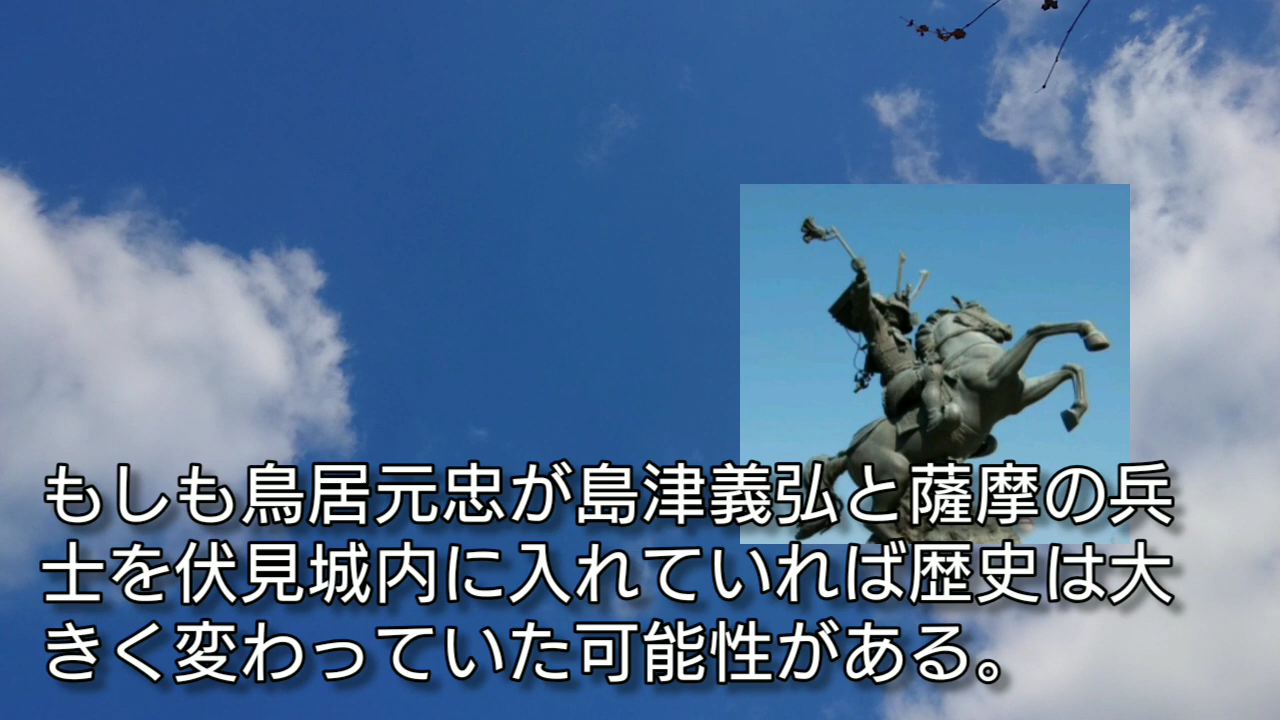 もしも鳥居元忠が島津義弘と薩摩の兵
士を伏見城内に入れていれば歴史は大
きく変わっていた可能性がある。